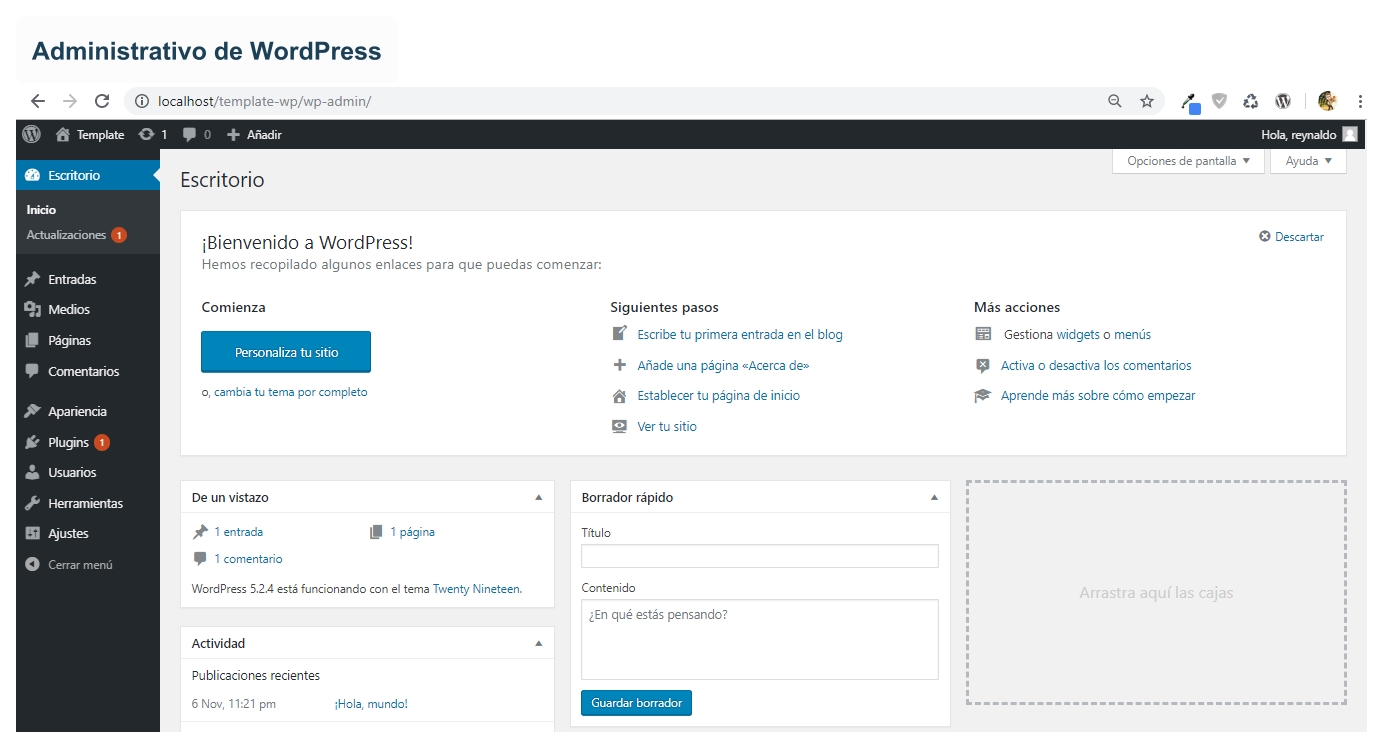 Administrativo de WordPress
localhost/template-wp/wp-admin/
Template 1 0 Añadir
Hola, reynaldo
Opciones de pantalla
Ayuda
Escritorio
Inicio
Actualizaciones 1
Entradas
Medios
Páginas
Comentarios
Apariencia
Plugins 1
Usuarios
Herramientas
Ajustes
Cerrar menú
Escritorio
¡Bienvenido a WordPress!
Descartar
Hemos recopilado algunos enlaces para que puedas comenzar:
Comienza
Personaliza tu sitio
o, cambia tu tema por completo
Siguientes pasos
Escribe tu primera entrada en el blog
Añade una página «Acerca de»
Establecer tu página de inicio
Ver tu sitio
Más acciones
Gestiona widgets o menús
Activa o desactiva los comentarios
Aprende más sobre cómo empezar
De un vistazo
1 entrada
1 página
1 comentario
WordPress 5.2.4 está funcionando con el tema Twenty Nineteen.
Actividad
Publicaciones recientes
6 Nov, 11:21 pm ¡Hola, mundo!
Borrador rápido
Título
Contenido
¿En qué estás pensando?
Guardar borrador
Arrastra aquí las cajas